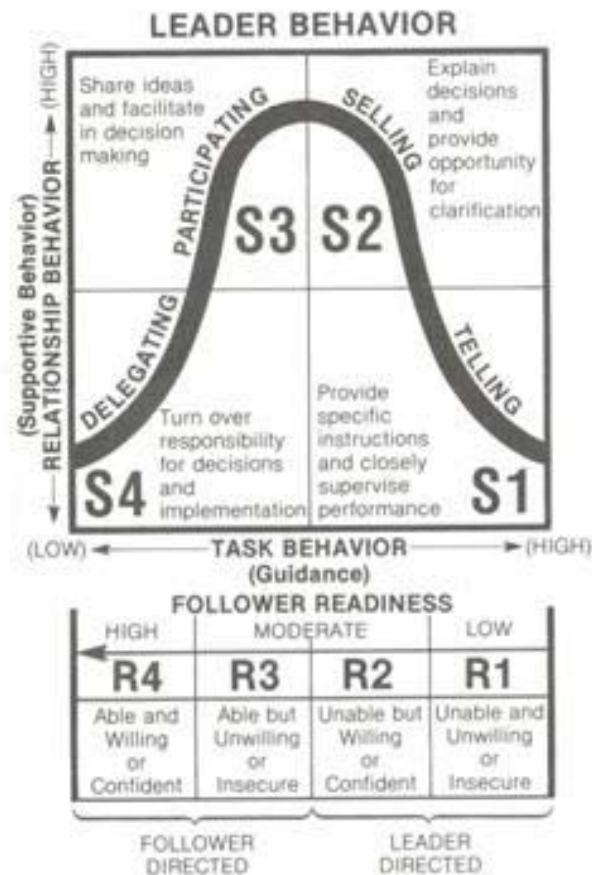 LEADER BEHAVIOR
(HIGH)
Share ideas
and facilitate
in decision
making
PARTICIPATING
SELLING
Explain
decisions
and
provide
opportunity
for
clarification
S3
S2
(Supportive Behavior)
RELATIONSHIP BEHAVIOR
DELEGATING
TELLING
Turn over
responsibility
for decisions
and
implementation
S4
Provide
specific
instructions
and closely
supervise
performance
S1
(LOW)
TASK BEHAVIOR
(HIGH)
(Guidance)
FOLLOWER READINESS
HIGH
MODERATE
LOW
R4
R3
R2
R1
Able and
Willing
or
Confident
Able but
Unwilling
or
Insecure
Unable but
Willing
or
Confident
Unable and
Unwilling
or
Insecure
FOLLOWER
DIRECTED
LEADER
DIRECTED